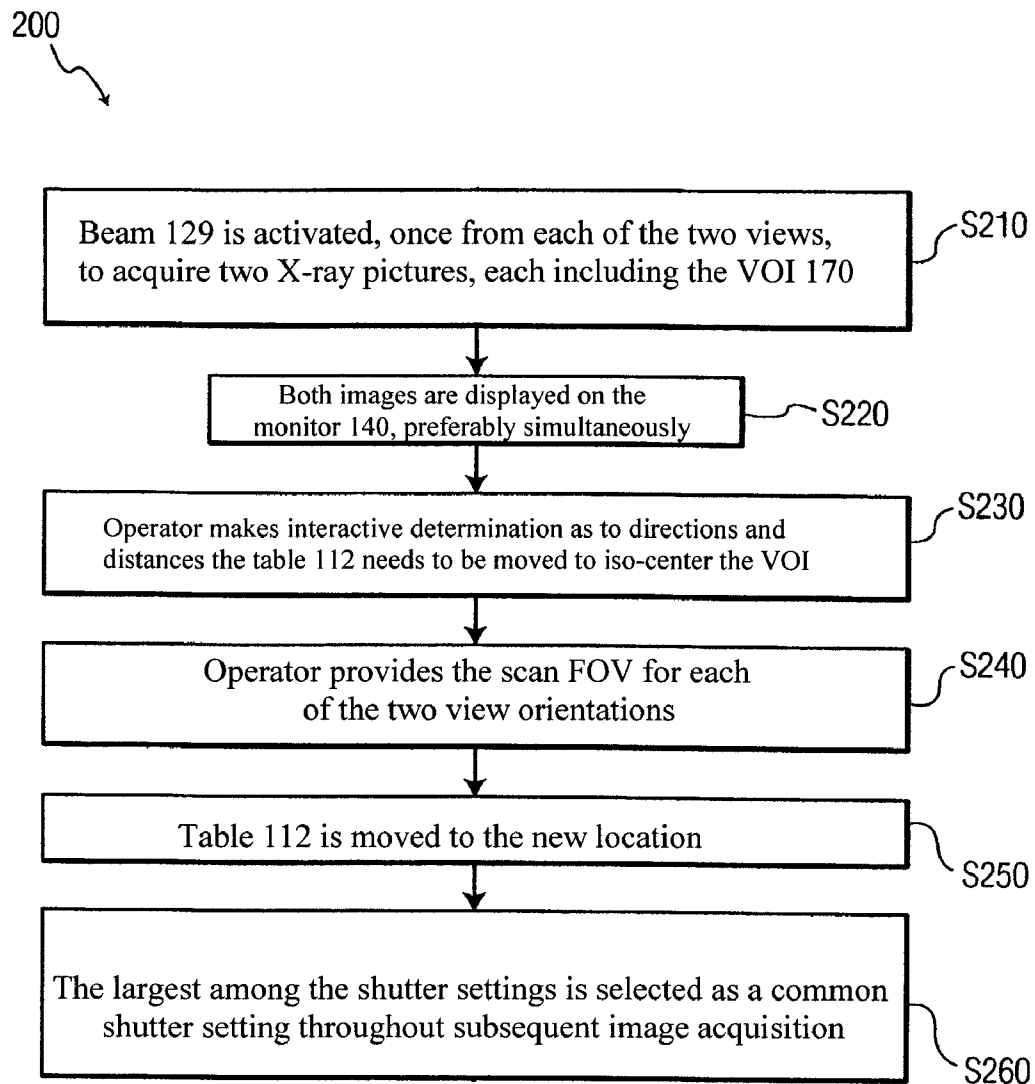 200
Beam 129 is activated, once from each of the two views,
to acquire two X-ray pictures, each including the VOI 170
S210
Both images are displayed on the
monitor 140, preferably simultaneously
S220
Operator makes interactive determination as to directions and
distances the table 112 needs to be moved to iso-center the VOI
S230
Operator provides the scan FOV for each
of the two view orientations
S240
Table 112 is moved to the new location
S250
The largest among the shutter settings is selected as a common
shutter setting throughout subsequent image acquisition
S260